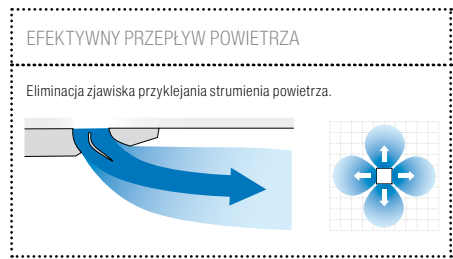 EFEKTYWNY PRZEPŁYW POWIETRZA
Eliminacja zjawiska przyklejania strumienia powietrza.